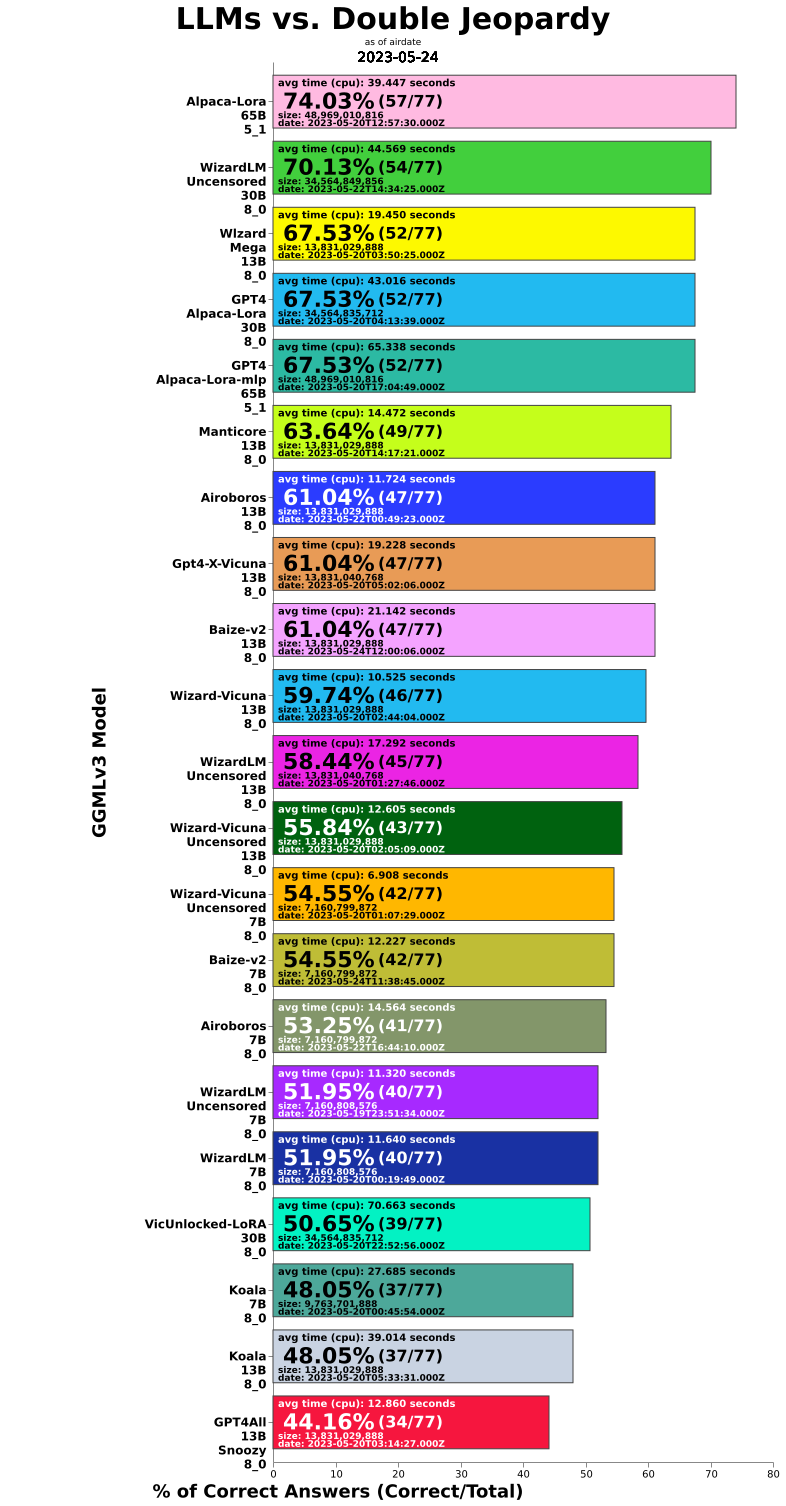 LLMs vs. Double Jeopardy
as of airdate
2023-05-24
GGMLv3 Model
Alpaca-Lora
65B
5_1
avg time (cpu): 39.447 seconds
74.03% (57/77)
size: 48,969,010,816
date: 2023-05-20T12:57:30.000Z
WizardLM
Uncensored
30B
8_0
avg time (cpu): 44.569 seconds
70.13% (54/77)
size: 34,564,849,856
date: 2023-05-22T14:34:25.000Z
WIzard
Mega
13B
8_0
avg time (cpu): 19.450 seconds
67.53% (52/77)
size: 13,831,029,888
date: 2023-05-20T03:50:25.000Z
GPT4
Alpaca-Lora
30B
8_0
avg time (cpu): 43.016 seconds
67.53% (52/77)
size: 34,564,835,712
date: 2023-05-20T04:13:39.000Z
GPT4
Alpaca-Lora-mlp
65B
5_1
avg time (cpu): 65.338 seconds
67.53% (52/77)
size: 48,969,010,816
date: 2023-05-20T17:04:49.000Z
Manticore
13B
8_0
avg time (cpu): 14.472 seconds
63.64% (49/77)
size: 13,831,029,888
date: 2023-05-20T14:17:21.000Z
Airoboros
13B
8_0
avg time (cpu): 11.724 seconds
61.04% (47/77)
size: 13,831,029,888
date: 2023-05-22T00:49:23.000Z
Gpt4-X-Vicuna
13B
8_0
avg time (cpu): 19.228 seconds
61.04% (47/77)
size: 13,831,040,768
date: 2023-05-20T05:02:06.000Z
Baize-v2
13B
8_0
avg time (cpu): 21.142 seconds
61.04% (47/77)
size: 13,831,029,888
date: 2023-05-24T12:00:06.000Z
Wizard-Vicuna
13B
8_0
avg time (cpu): 10.525 seconds
59.74% (46/77)
size: 13,831,029,888
date: 2023-05-20T02:44:04.000Z
WizardLM
Uncensored
13B
8_0
avg time (cpu): 17.292 seconds
58.44% (45/77)
size: 13,831,040,768
date: 2023-05-20T01:27:46.000Z
Wizard-Vicuna
Uncensored
13B
8_0
avg time (cpu): 12.605 seconds
55.84% (43/77)
size: 13,831,029,888
date: 2023-05-20T02:05:09.000Z
Wizard-Vicuna
Uncensored
7B
8_0
avg time (cpu): 6.908 seconds
54.55% (42/77)
size: 7,160,799,872
date: 2023-05-20T01:07:29.000Z
Baize-v2
7B
8_0
avg time (cpu): 12.227 seconds
54.55% (42/77)
size: 7,160,799,872
date: 2023-05-24T11:38:45.000Z
Airoboros
7B
8_0
avg time (cpu): 14.564 seconds
53.25% (41/77)
size: 7,160,799,872
date: 2023-05-22T16:44:10.000Z
WizardLM
Uncensored
7B
8_0
avg time (cpu): 11.320 seconds
51.95% (40/77)
size: 7,160,808,576
date: 2023-05-19T23:51:34.000Z
WizardLM
7B
8_0
avg time (cpu): 11.640 seconds
51.95% (40/77)
size: 7,160,808,576
date: 2023-05-20T00:19:49.000Z
VicUnlocked-LoRA
30B
8_0
avg time (cpu): 70.663 seconds
50.65% (39/77)
size: 34,564,835,712
date: 2023-05-20T22:52:56.000Z
Koala
7B
8_0
avg time (cpu): 27.685 seconds
48.05% (37/77)
size: 9,763,701,888
date: 2023-05-20T00:45:54.000Z
Koala
13B
8_0
avg time (cpu): 39.014 seconds
48.05% (37/77)
size: 13,831,029,888
date: 2023-05-20T05:33:31.000Z
GPT4All
13B
Snoozy
8_0
avg time (cpu): 12.860 seconds
44.16% (34/77)
size: 13,831,029,888
date: 2023-05-20T03:14:27.000Z
0 10 20 30 40 50 60 70 80
% of Correct Answers (Correct/Total)